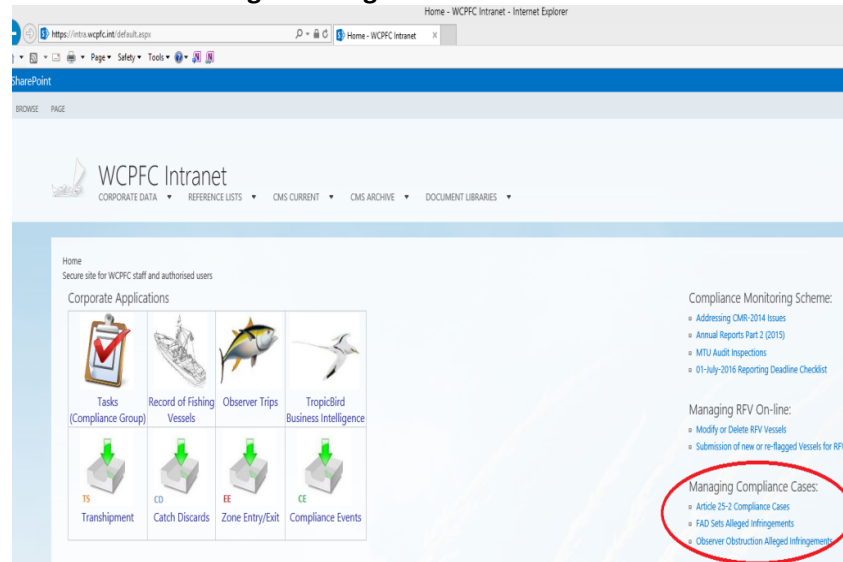 Home - WCPFC Intranet - Internet Explorer
https://intra.wcpfc.int/default.aspx
Home - WCPFC Intranet x
Page Safety Tools
SharePoint
BROWSE PAGE
WCPFC Intranet
CORPORATE DATA REFERENCE LISTS CMS CURRENT CMS ARCHIVE DOCUMENT LIBRARIES
Home
Secure site for WCPFC staff and authorised users
Corporate Applications
Tasks
(Compliance Group)
Record of Fishing
Vessels
Observer Trips
TropicBird
Business Intelligence
TS
Transhipment
CD
Catch Discards
EE
Zone Entry/Exit
CE
Compliance Events
Compliance Monitoring Scheme:
Addressing CMR-2014 Issues
Annual Reports Part 2 (2015)
MTU Audit Inspections
01-July-2016 Reporting Deadline Checklist
Managing RFV On-line:
Modify or Delete RFV Vessels
Submission of new or re-flagged Vessels for RFV
Managing Compliance Cases:
Article 25-2 Compliance Cases
FAD Sets Alleged Infringements
Observer Obstruction Alleged Infringements